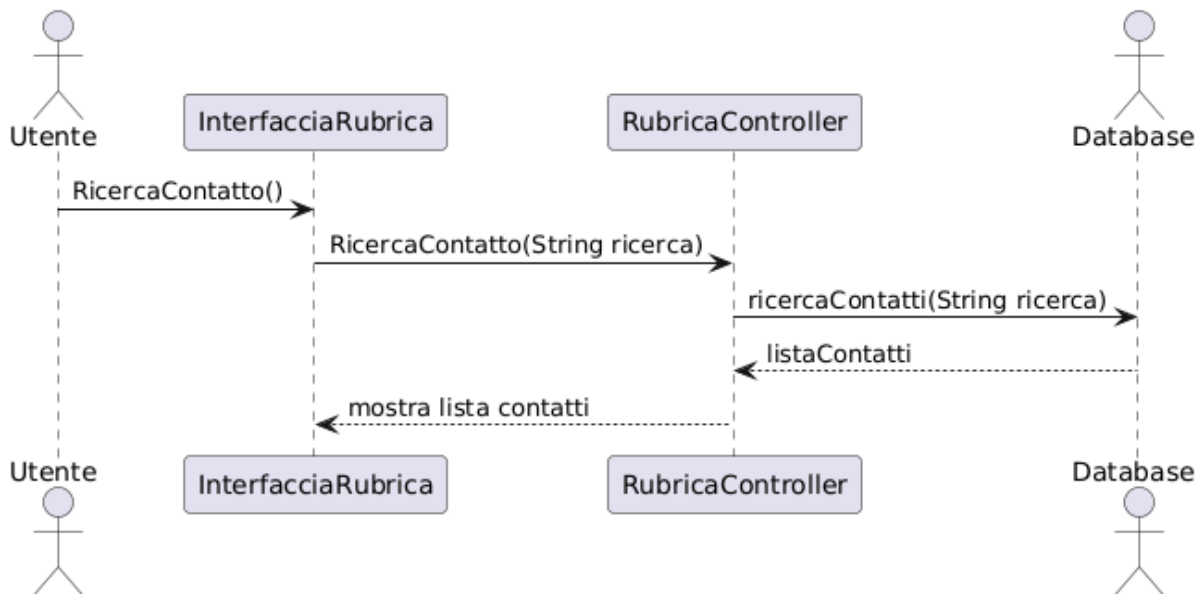 Utente
InterfacciaRubrica
RubricaController
Database
RicercaContatto()
RicercaContatto(String ricerca)
ricercaContatti(String ricerca)
listaContatti
mostra lista contatti
Utente
InterfacciaRubrica
RubricaController
Database